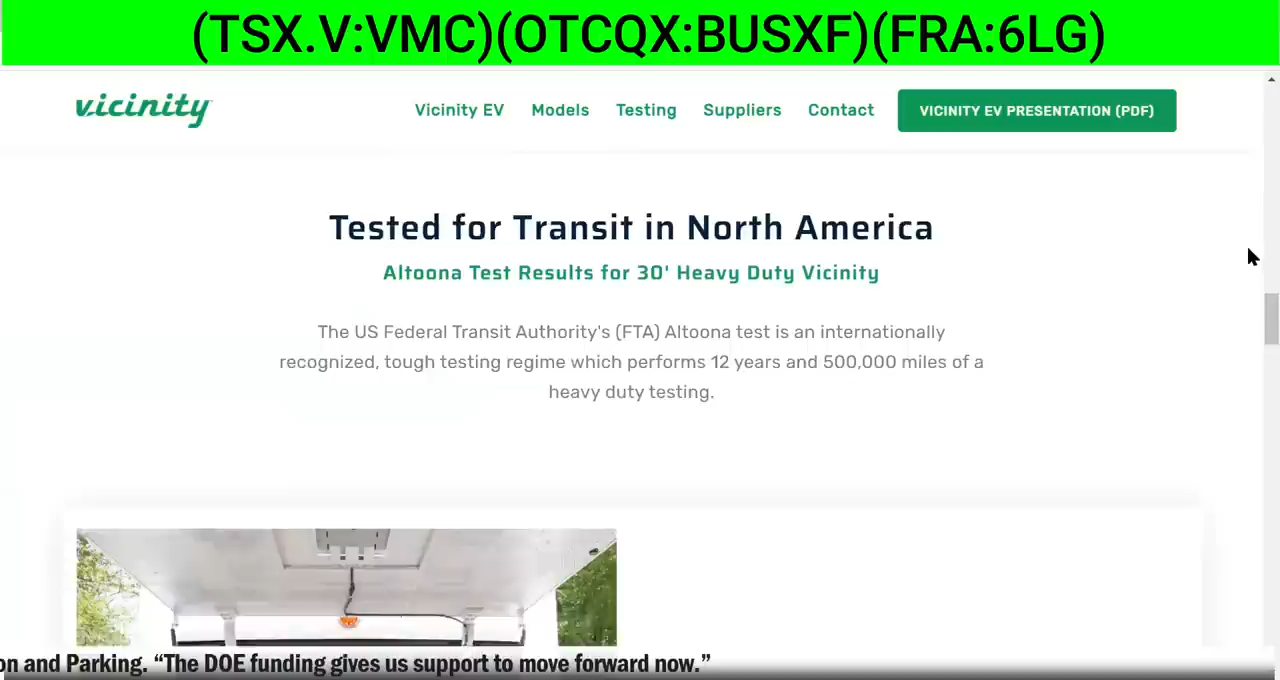 (TSX.V:VMC)(OTCQX:BUSXF)(FRA:6LG)
vicinity
Vicinity EV Models Testing Suppliers Contact VICINITY EV PRESENTATION (PDF)
Tested for Transit in North America
Altoona Test Results for 30' Heavy Duty Vicinity
The US Federal Transit Authority's (FTA) Altoona test is an internationally
recognized, tough testing regime which performs 12 years and 500,000 miles of a
heavy duty testing.
on and Parking. “The DOE funding gives us support to move forward now.”